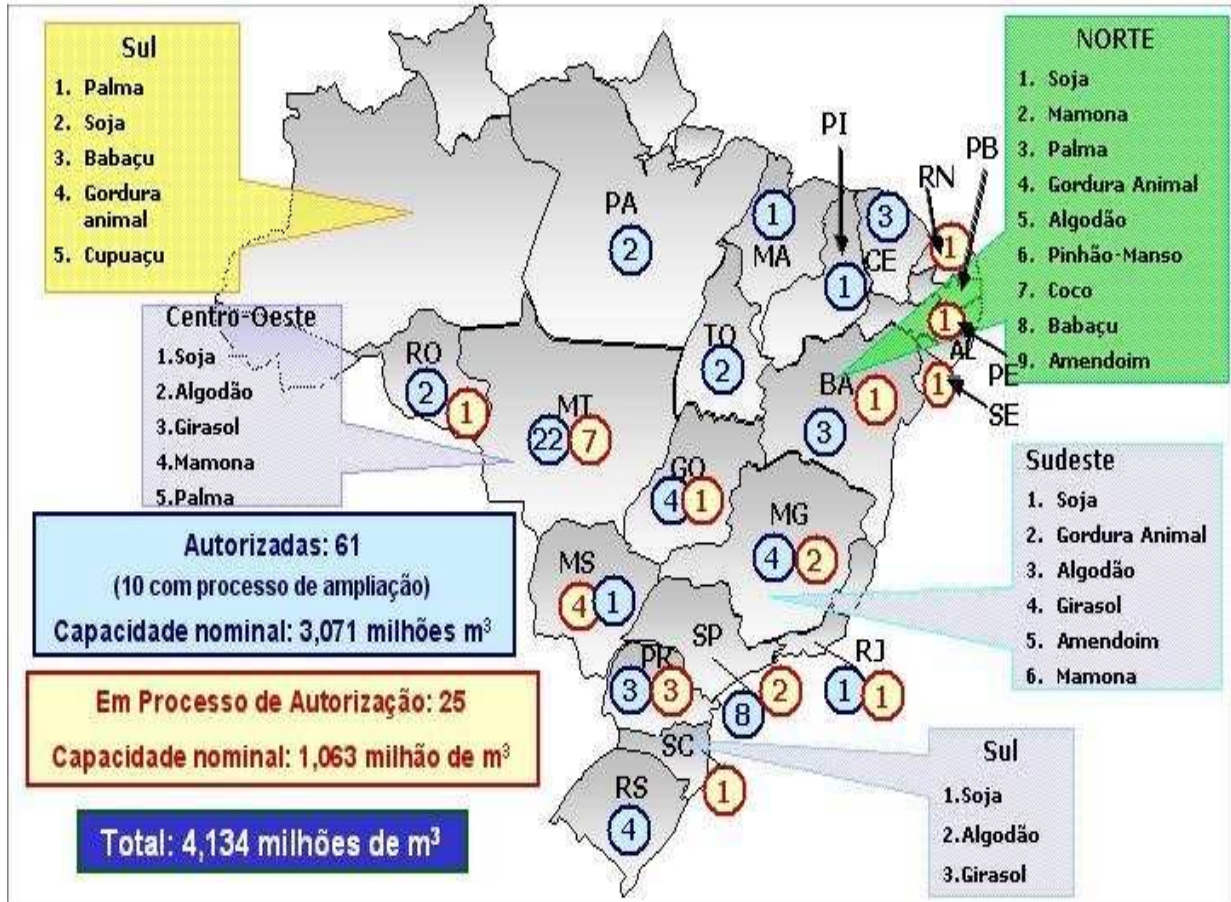 Sul
1. Palma
2. Soja
3. Babaçu
4. Gordura
animal
5. Cupuaçu
NORTE
1. Soja
2. Mamona
3. Palma
4. Gordura Animal
5. Algodão
6. Pinhão-Manso
7. Coco
8. Babaçu
9. Amendoim
Centro-Oeste
1.Soja
2.Algodão
3.Girasol
4.Mamona
5.Palma
PI
PB
RN
PA
2
1
MA
3
CE
1
1
1
AL
PE
SE
1
TO
2
RO
2
1
MT
22
7
BA
1
3
GO
4
1
MG
4
2
MS
4
1
SP
8
2
RJ
1
1
PR
3
3
SC
1
RS
4
Sudeste
1. Soja
2. Gordura Animal
3. Algodão
4. Girasol
5. Amendoim
6. Mamona
Sul
1.Soja
2.Algodão
3.Girasol
Autorizadas: 61
(10 com processo de ampliação)
Capacidade nominal: 3,071 milhões m³
Em Processo de Autorização: 25
Capacidade nominal: 1,063 milhão de m³
Total: 4,134 milhões de m³